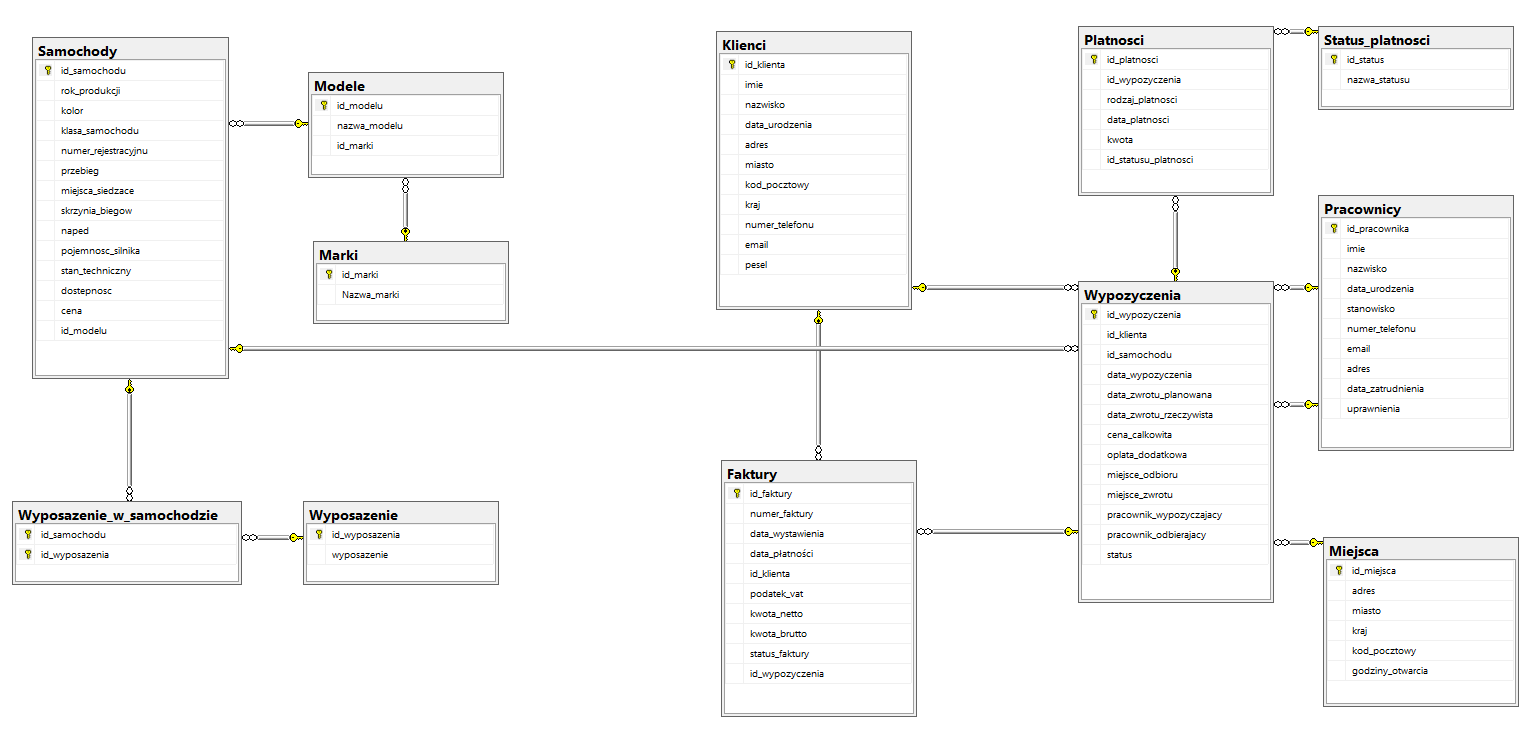 Samochody
id_samochodu
rok_produkcji
kolor
klasa_samochodu
numer_rejestracyjnu
przebieg
miejsca_siedzace
skrzynia_biegow
naped
pojemnosc_silnika
stan_techniczny
dostepnosc
cena
id_modelu
Modele
id_modelu
nazwa_modelu
id_marki
Marki
id_marki
Nazwa_marki
Wyposazenie_w_samochodzie
id_samochodu
id_wyposazenia
Wyposazenie
id_wyposazenia
wyposazenie
Klienci
id_klienta
imie
nazwisko
data_urodzenia
adres
miasto
kod_pocztowy
kraj
numer_telefonu
email
pesel
Faktury
id_faktury
numer_faktury
data_wystawienia
data_płatności
id_klienta
podatek_vat
kwota_netto
kwota_brutto
status_faktury
id_wypozyczenia
Platnosci
id_platnosci
id_wypozyczenia
rodzaj_platnosci
data_platnosci
kwota
id_statusu_platnosci
Status_platnosci
id_status
nazwa_statusu
Wypozyczenia
id_wypozyczenia
id_klienta
id_samochodu
data_wypozyczenia
data_zwrotu_planowana
data_zwrotu_rzeczywista
cena_calkowita
oplata_dodatkowa
miejsce_odbioru
miejsce_zwrotu
pracownik_wypozyczajacy
pracownik_odbierajacy
status
Pracownicy
id_pracownika
imie
nazwisko
data_urodzenia
stanowisko
numer_telefonu
email
adres
data_zatrudnienia
uprawnienia
Miejsca
id_miejsca
adres
miasto
kraj
kod_pocztowy
godziny_otwarcia